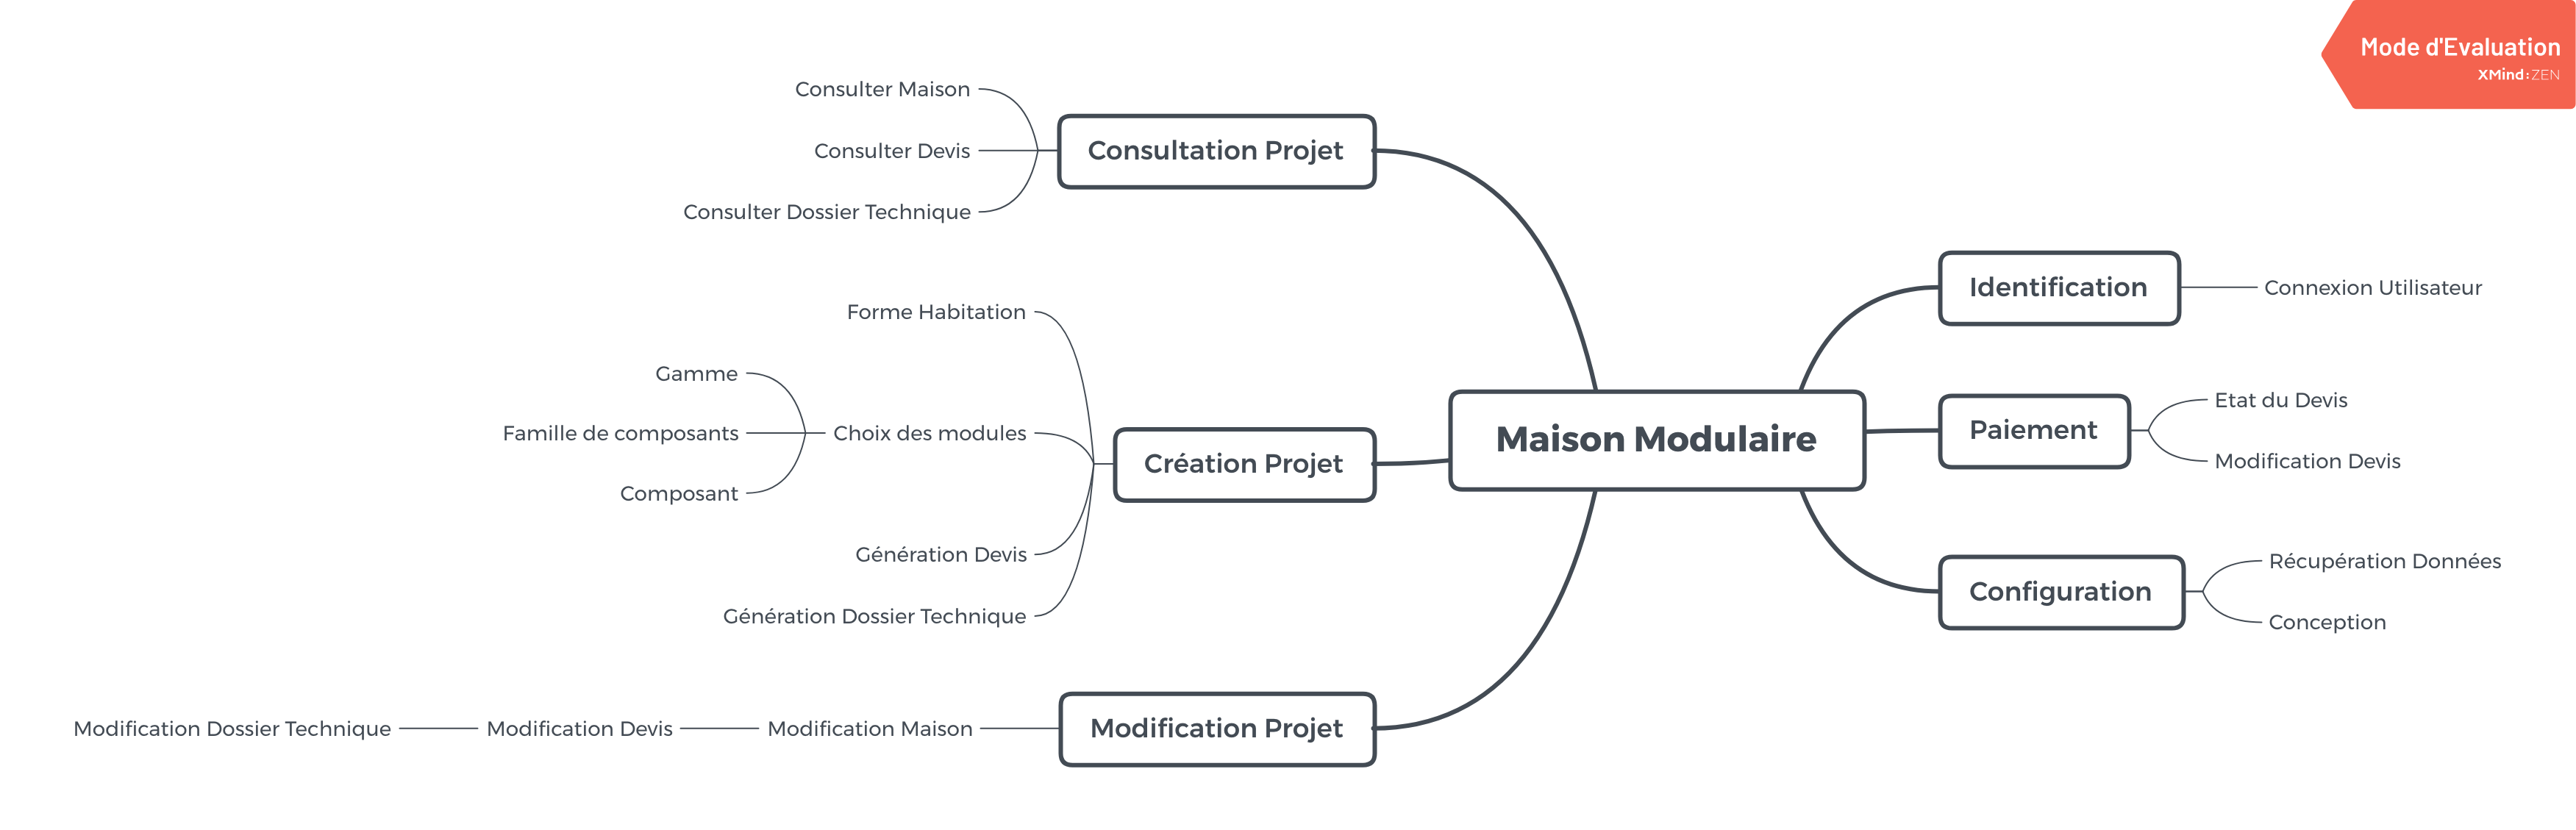 Mode d'Evaluation
XMind:ZEN
Consulter Maison
Consulter Devis
Consulter Dossier Technique
Consultation Projet
Forme Habitation
Gamme
Famille de composants
Composant
Choix des modules
Génération Devis
Génération Dossier Technique
Création Projet
Modification Dossier Technique
Modification Devis
Modification Maison
Modification Projet
Maison Modulaire
Identification
Connexion Utilisateur
Paiement
Etat du Devis
Modification Devis
Configuration
Récupération Données
Conception